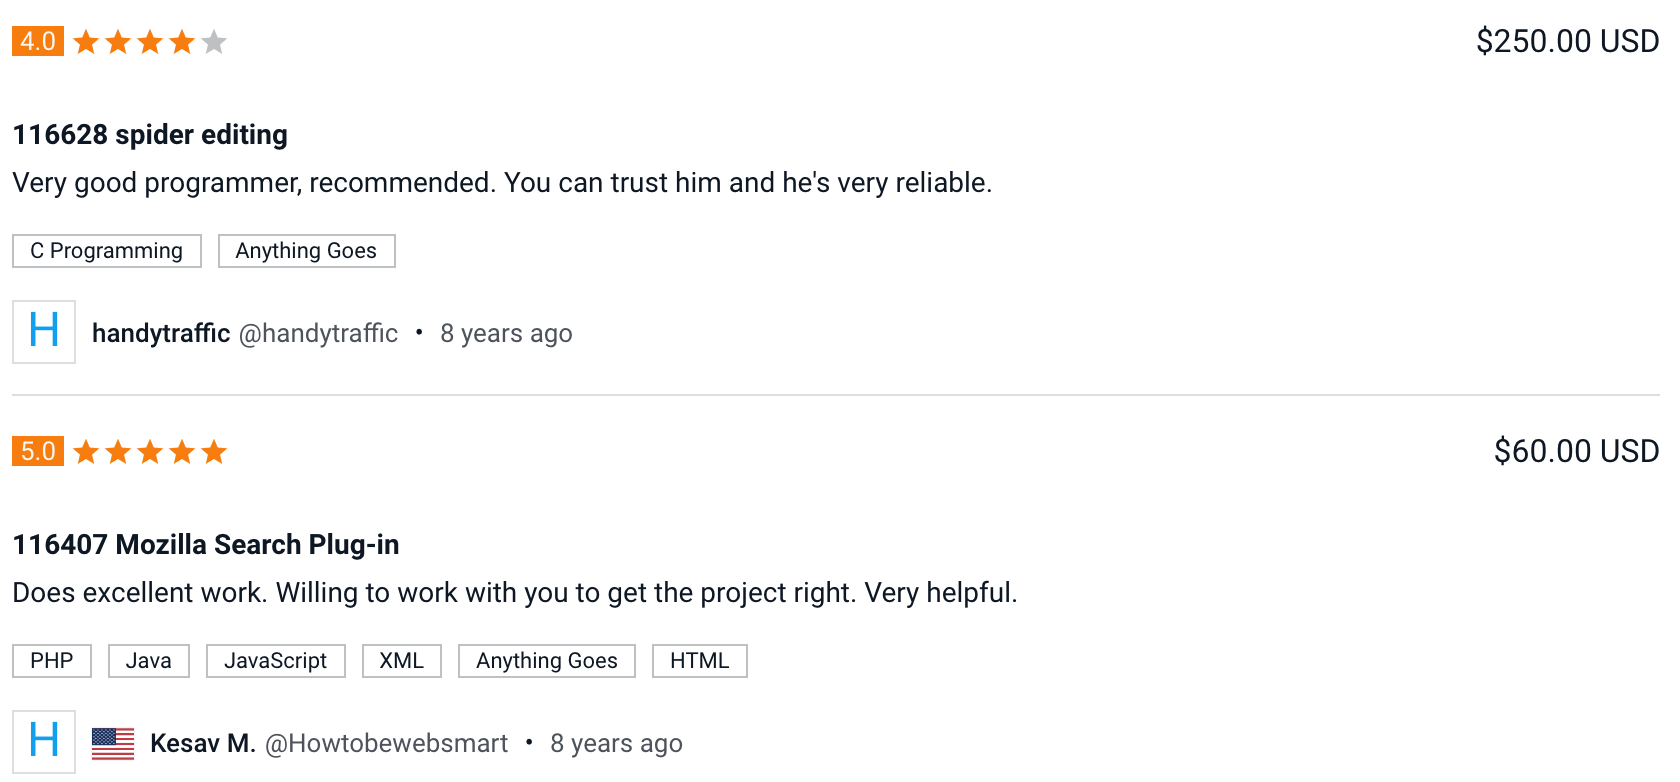 4.0 $250.00 USD
116628 spider editing
Very good programmer, recommended. You can trust him and he's very reliable.
C Programming Anything Goes
H handytraffic @handytraffic • 8 years ago
5.0 $60.00 USD
116407 Mozilla Search Plug-in
Does excellent work. Willing to work with you to get the project right. Very helpful.
PHP Java JavaScript XML Anything Goes HTML
H Kesav M. @Howtobewebsmart • 8 years ago